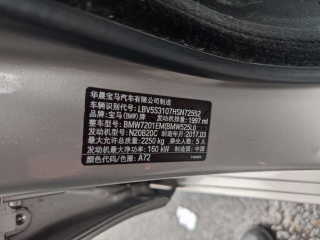 华晨宝马汽车有限公司制造
车辆识别代号: LBV5S3107HSN72552
品牌: 宝马(BMW)牌 发动机排量: 1997 ml
整车型号: BMW7201EM(BMW525Li)
发动机型号: N20B20C 制造年月: 2017.03
最大允许总质量: 2250 kg 乘坐人数: 5 人
发动机最大净功率: 160 kW 制造国: 中国
颜色代码/色圈: A72